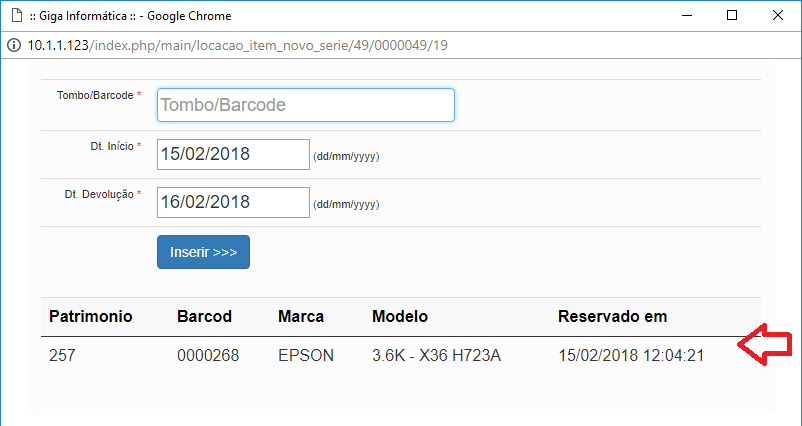 :: Giga Informática :: - Google Chrome
10.1.1.123/index.php/main/locacao_item_novo_serie/49/0000049/19
Tombo/Barcode * Tombo/Barcode
Dt. Início * 15/02/2018 (dd/mm/yyyy)
Dt. Devolução * 16/02/2018 (dd/mm/yyyy)
Inserir >>>
Patrimonio Barcod Marca Modelo Reservado em
257 0000268 EPSON 3.6K - X36 H723A 15/02/2018 12:04:21